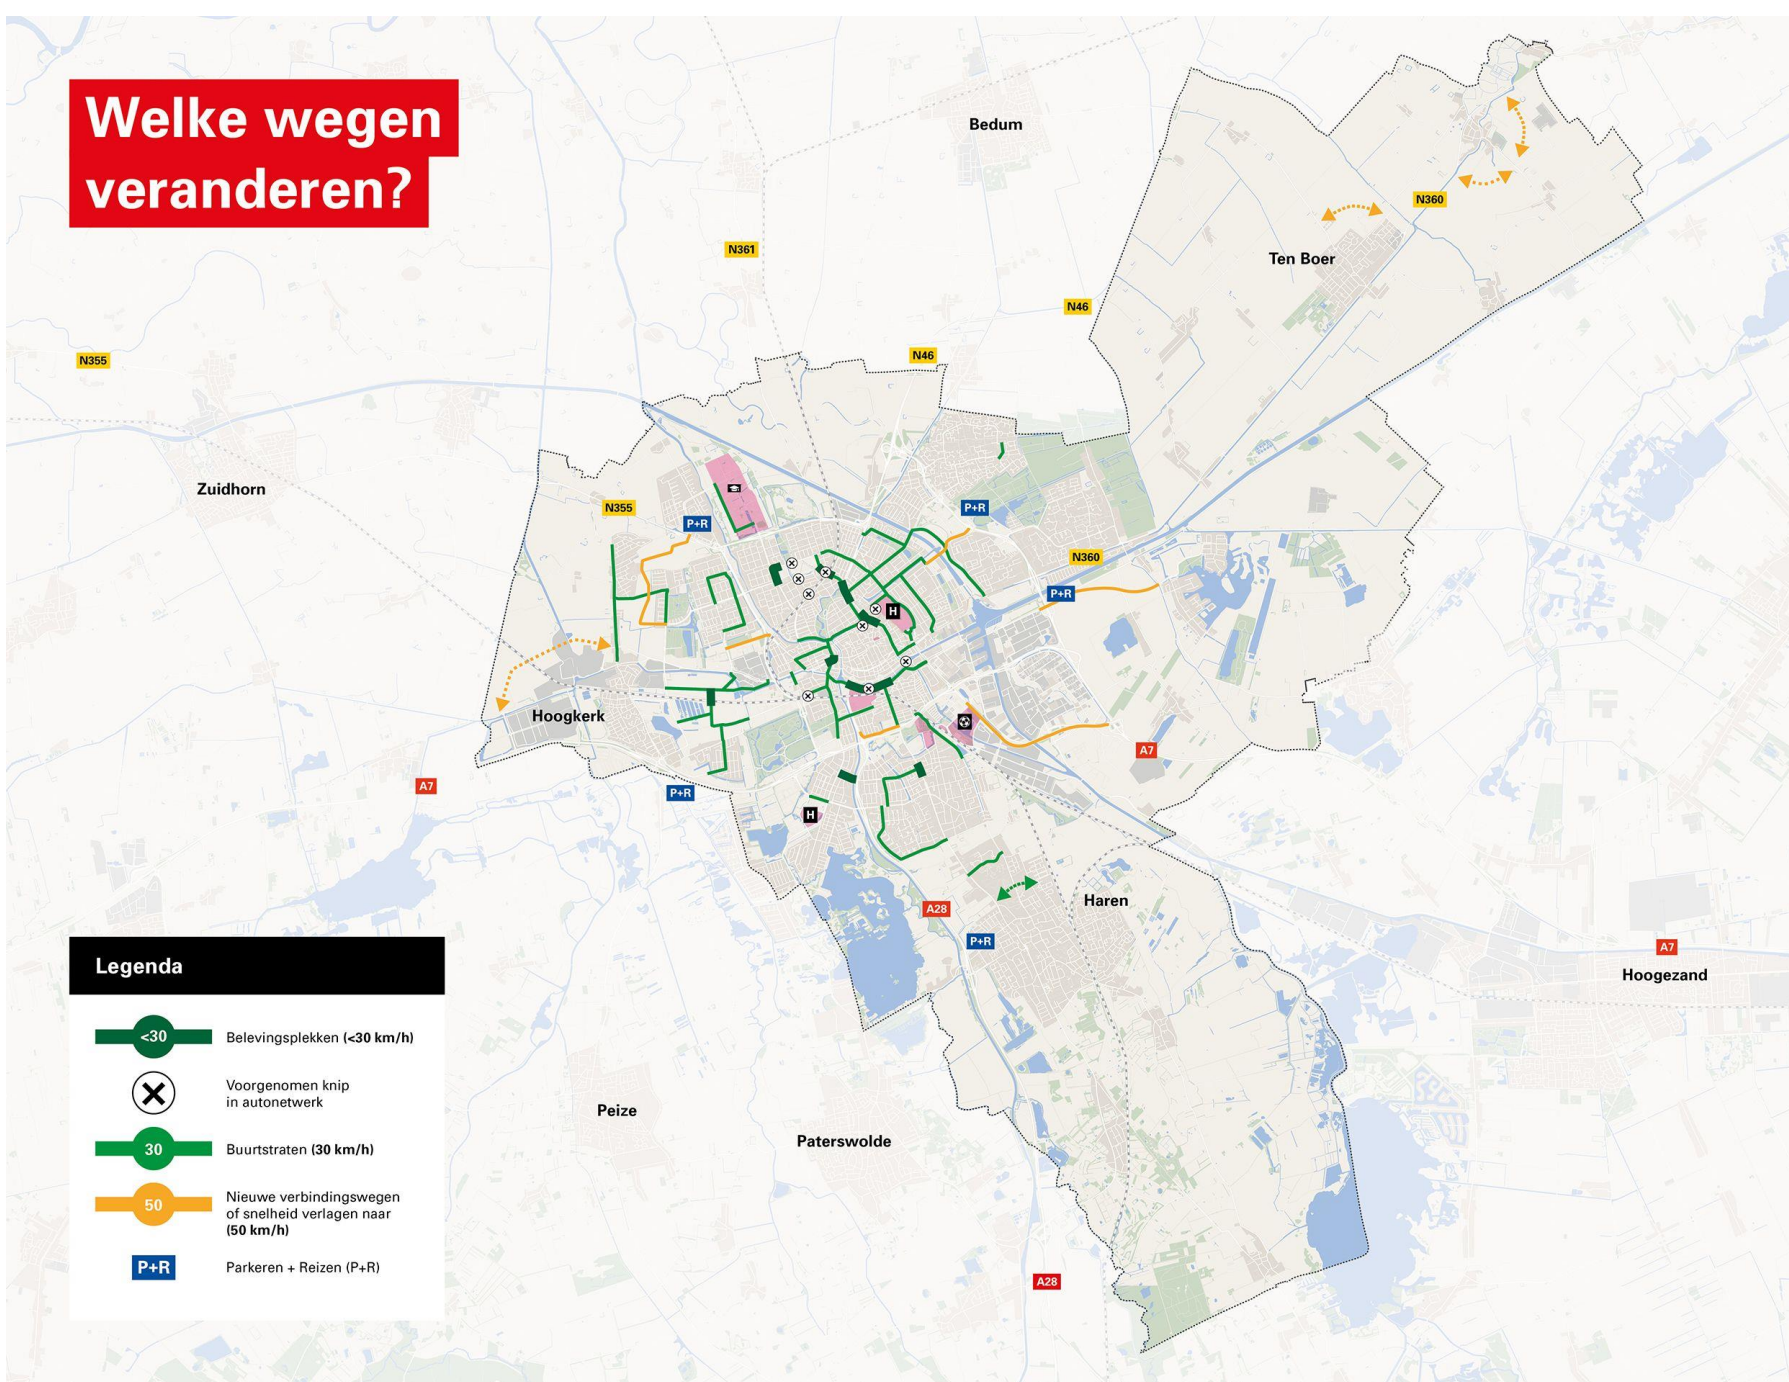 Welke wegen
veranderen?
Bedum
N360
Ten Boer
N361
N46
N355
N46
Zuidhorn
N355
P+R
P+R
N360
P+R
H
Hoogkerk
A7
A7
P+R
H
Haren
A28
P+R
A7
Hoogezand
Peize
Paterswolde
A28
Legenda
<30
Belevingsplekken (<30 km/h)
Voorgenomen knip
in autonetwerk
30
Buurtstraten (30 km/h)
50
Nieuwe verbindingswegen
of snelheid verlagen naar
(50 km/h)
P+R
Parkeren + Reizen (P+R)